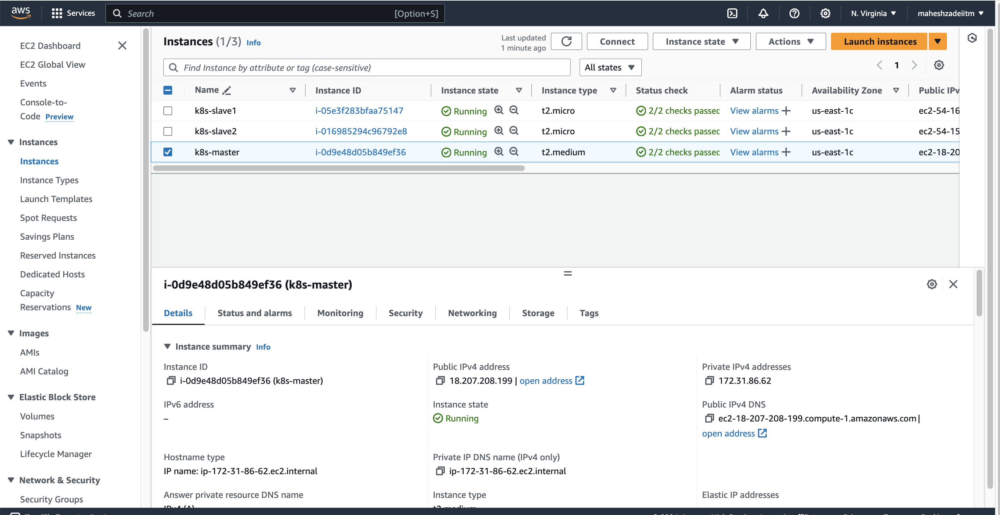 aws
Services
Search
[Option+S]
N. Virginia
maheshzadeiitm
EC2 Dashboard
EC2 Global View
Events
Console-to-
Code Preview
Instances
Instances
Instance Types
Launch Templates
Spot Requests
Savings Plans
Reserved Instances
Dedicated Hosts
Capacity
Reservations New
Images
AMIs
AMI Catalog
Elastic Block Store
Volumes
Snapshots
Lifecycle Manager
Network & Security
Security Groups
Instances (1/3) Info
Last updated
1 minute ago
Connect
Instance state
Actions
Launch instances
Find Instance by attribute or tag (case-sensitive)
All states
1
Name Instance ID Instance state Instance type Status check Alarm status Availability Zone Public IPv
k8s-slave1 i-05e3f283bfaa75147 Running t2.micro 2/2 checks passec View alarms + us-east-1c ec2-54-16
k8s-slave2 i-016985294c96792e8 Running t2.micro 2/2 checks passec View alarms + us-east-1c ec2-54-15
k8s-master i-0d9e48d05b849ef36 Running t2.medium 2/2 checks passec View alarms + us-east-1c ec2-18-20
i-0d9e48d05b849ef36 (k8s-master)
Details Status and alarms Monitoring Security Networking Storage Tags
Instance summary Info
Instance ID
i-0d9e48d05b849ef36 (k8s-master)
Public IPv4 address
18.207.208.199 | open address
Private IPv4 addresses
172.31.86.62
IPv6 address
–
Instance state
Running
Public IPv4 DNS
ec2-18-207-208-199.compute-1.amazonaws.com |
open address
Hostname type
IP name: ip-172-31-86-62.ec2.internal
Private IP DNS name (IPv4 only)
ip-172-31-86-62.ec2.internal
Answer private resource DNS name
IPv4 (A)
Instance type
t2.medium
Elastic IP addresses